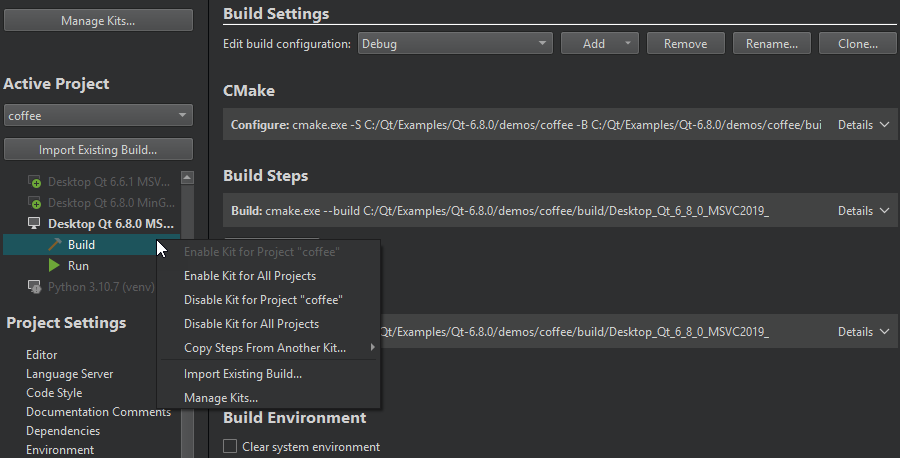 Manage Kits...
Active Project
coffee
Import Existing Build...
Desktop Qt 6.6.1 MSV...
Desktop Qt 6.8.0 MinG...
Desktop Qt 6.8.0 MS...
Build
Run
Python 3.10.7 (venv)
Project Settings
Editor
Language Server
Code Style
Documentation Comments
Dependencies
Environment
Enable Kit for Project "coffee"
Enable Kit for All Projects
Disable Kit for Project "coffee"
Disable Kit for All Projects
Copy Steps From Another Kit...
Import Existing Build...
Manage Kits...
Build Settings
Edit build configuration: Debug Add Remove Rename... Clone...
CMake
Configure: cmake.exe -S C:/Qt/Examples/Qt-6.8.0/demos/coffee -B C:/Qt/Examples/Qt-6.8.0/demos/coffee/bui Details
Build Steps
Build: cmake.exe --build C:/Qt/Examples/Qt-6.8.0/demos/coffee/build/Desktop_Qt_6_8_0_MSVC2019_ Details
Qt/Examples/Qt-6.8.0/demos/coffee/build/Desktop_Qt_6_8_0_MSVC2019_ Details
Build Environment
Clear system environment